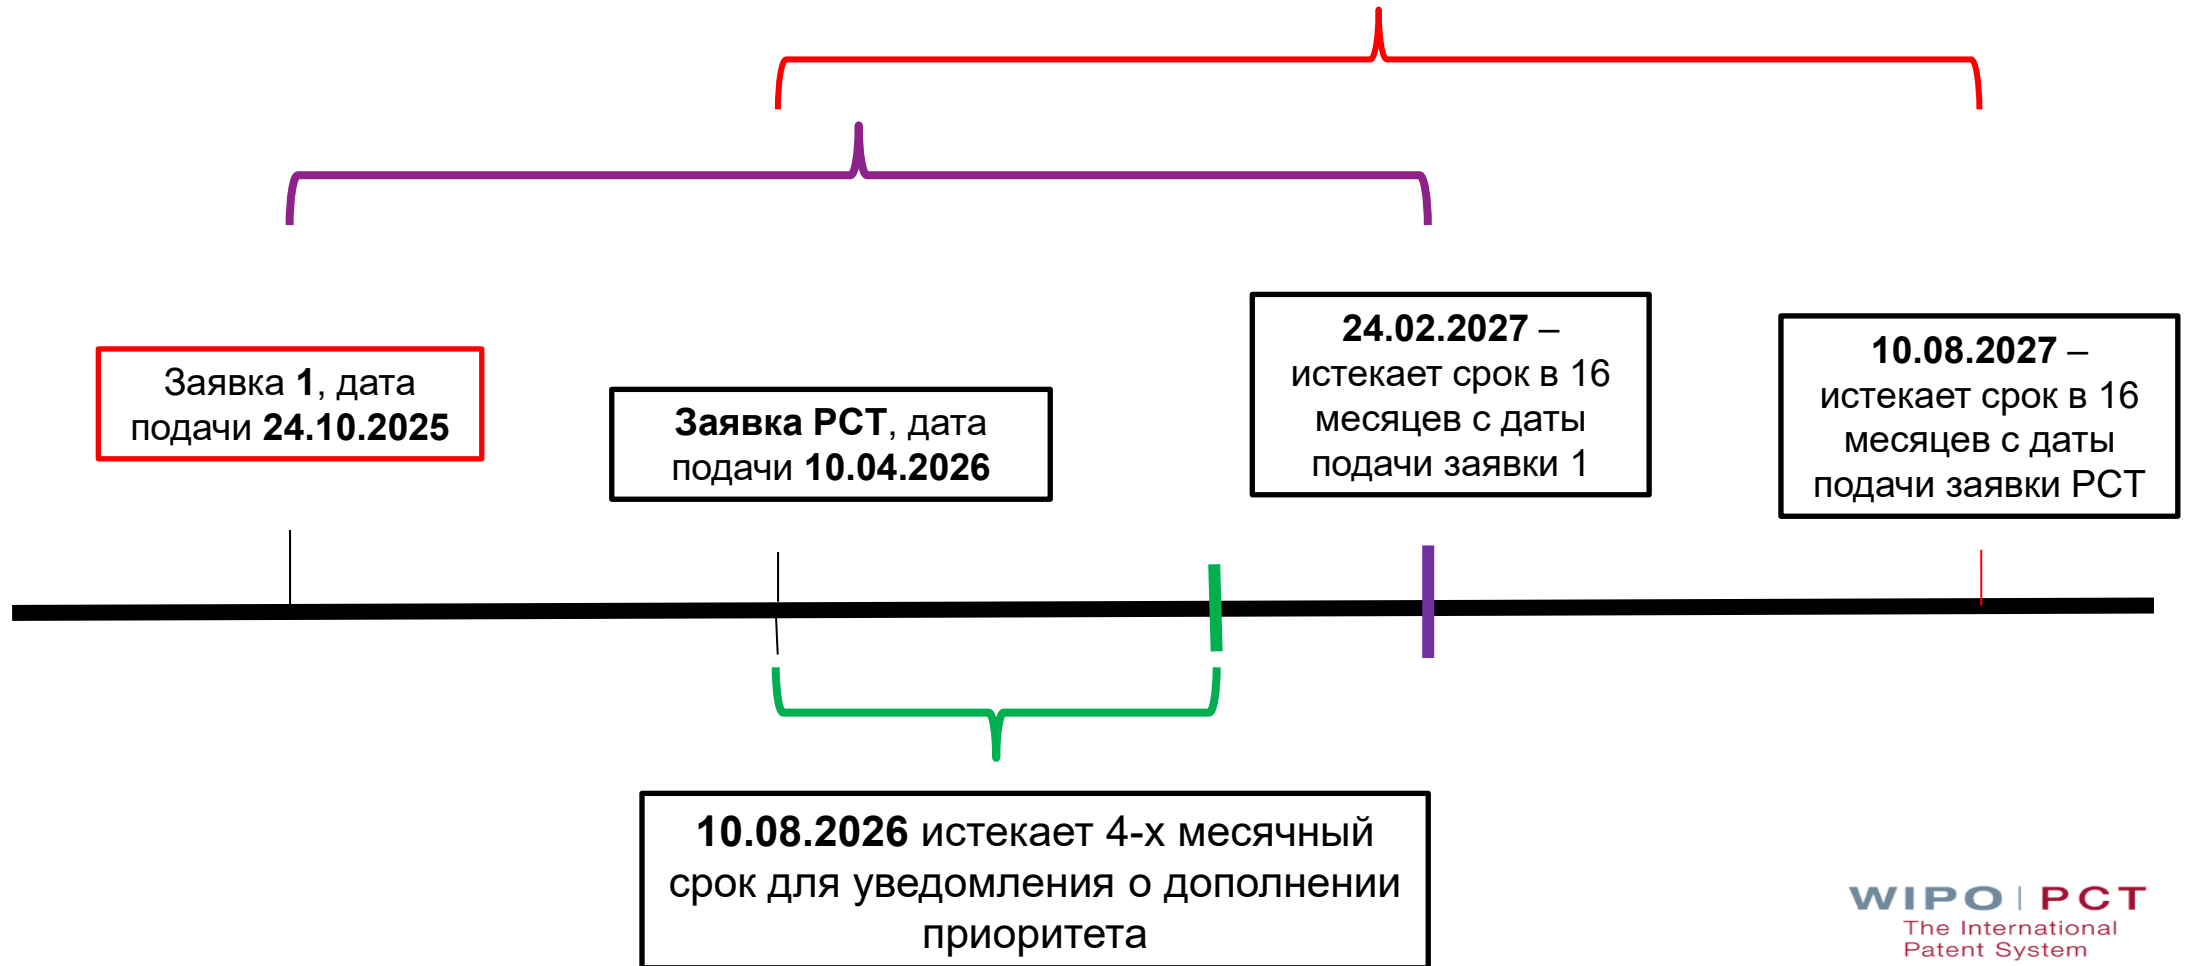 Заявка 1, дата
подачи 24.10.2025
Заявка PCT, дата
подачи 10.04.2026
24.02.2027 –
истекает срок в 16
месяцев с даты
подачи заявки 1
10.08.2027 –
истекает срок в 16
месяцев с даты
подачи заявки PCT
10.08.2026 истекает 4-х месячный
срок для уведомления о дополнении
приоритета
WIPO | PCT
The International
Patent System